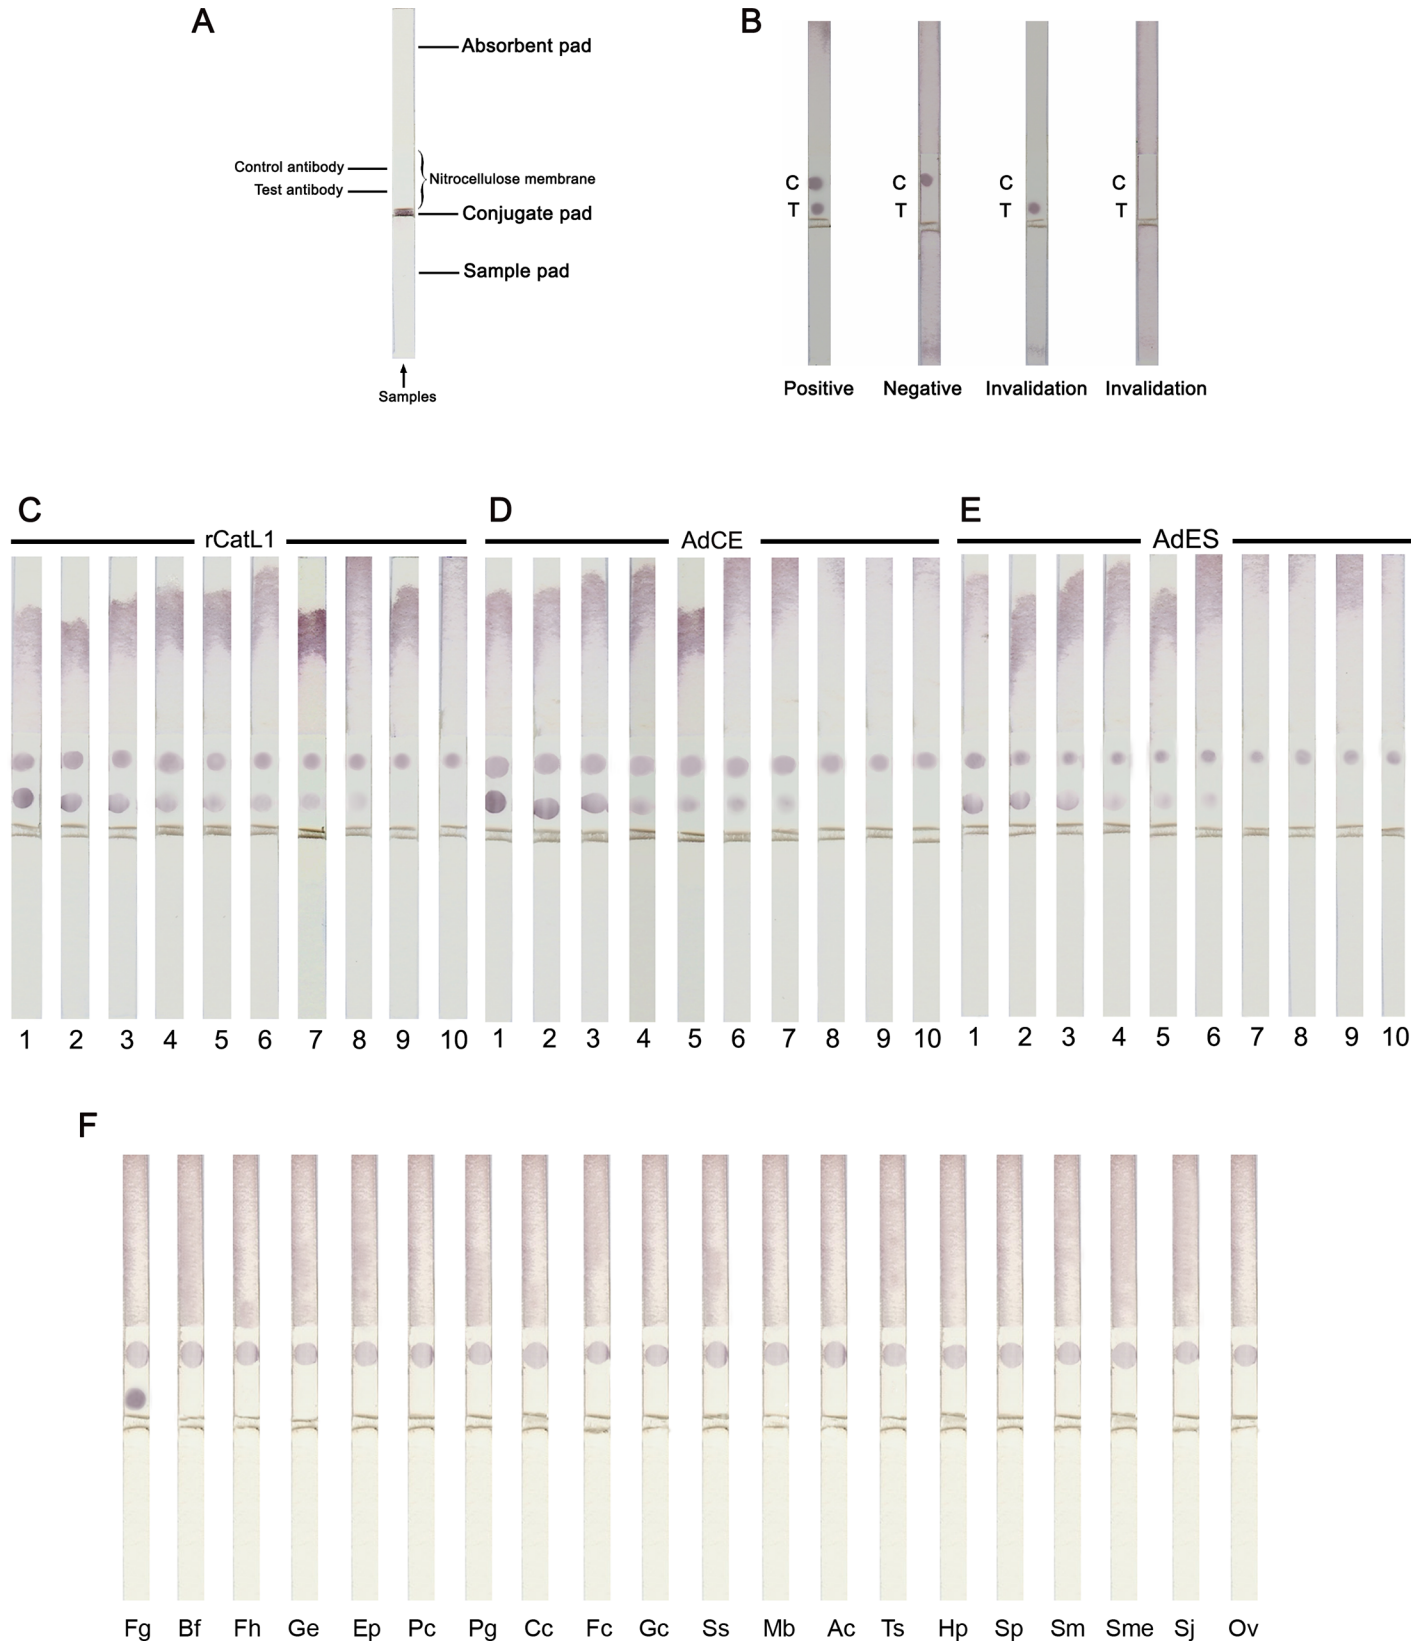 A
Absorbent pad
Control antibody
Test antibody
Nitrocellulose membrane
Conjugate pad
Sample pad
Samples
B
C C C C
T T T T
Positive Negative Invalidation Invalidation
C D E
rCatL1 AdCE AdES
1 2 3 4 5 6 7 8 9 10 1 2 3 4 5 6 7 8 9 10 1 2 3 4 5 6 7 8 9 10
F
Fg Bf Fh Ge Ep Pc Pg Cc Fc Gc Ss Mb Ac Ts Hp Sp Sm Sme Sj Ov